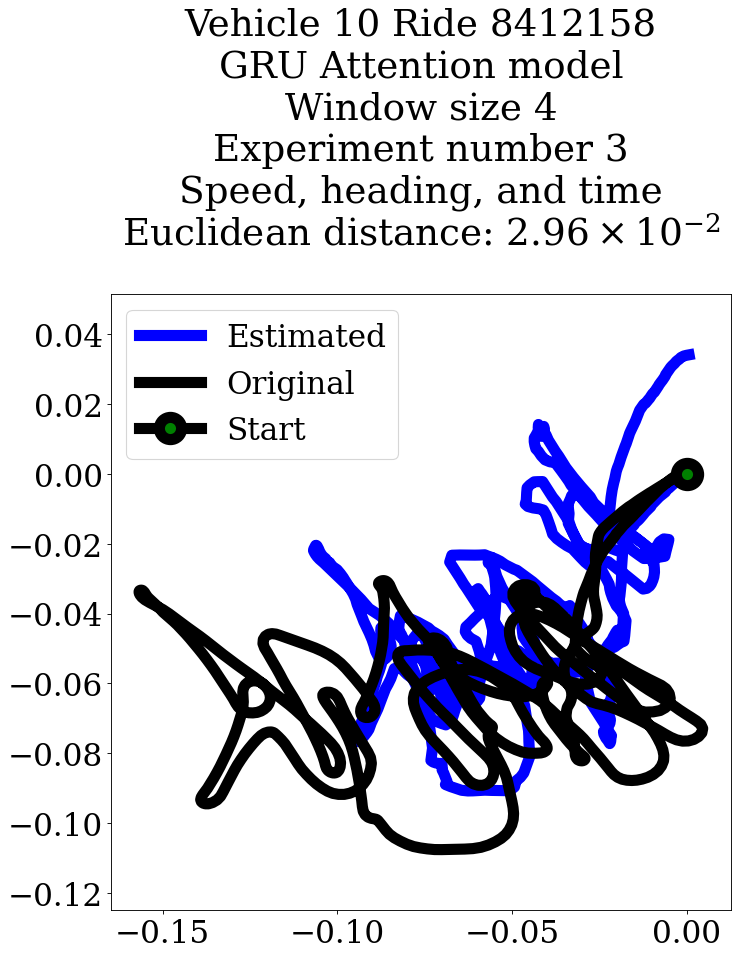 Vehicle 10 Ride 8412158
GRU Attention model
Window size 4
Experiment number 3
Speed, heading, and time
Euclidean distance: 2.96 × 10⁻²
Estimated
Original
Start
0.04
0.02
0.00
−0.02
−0.04
−0.06
−0.08
−0.10
−0.12
−0.15
−0.10
−0.05
0.00